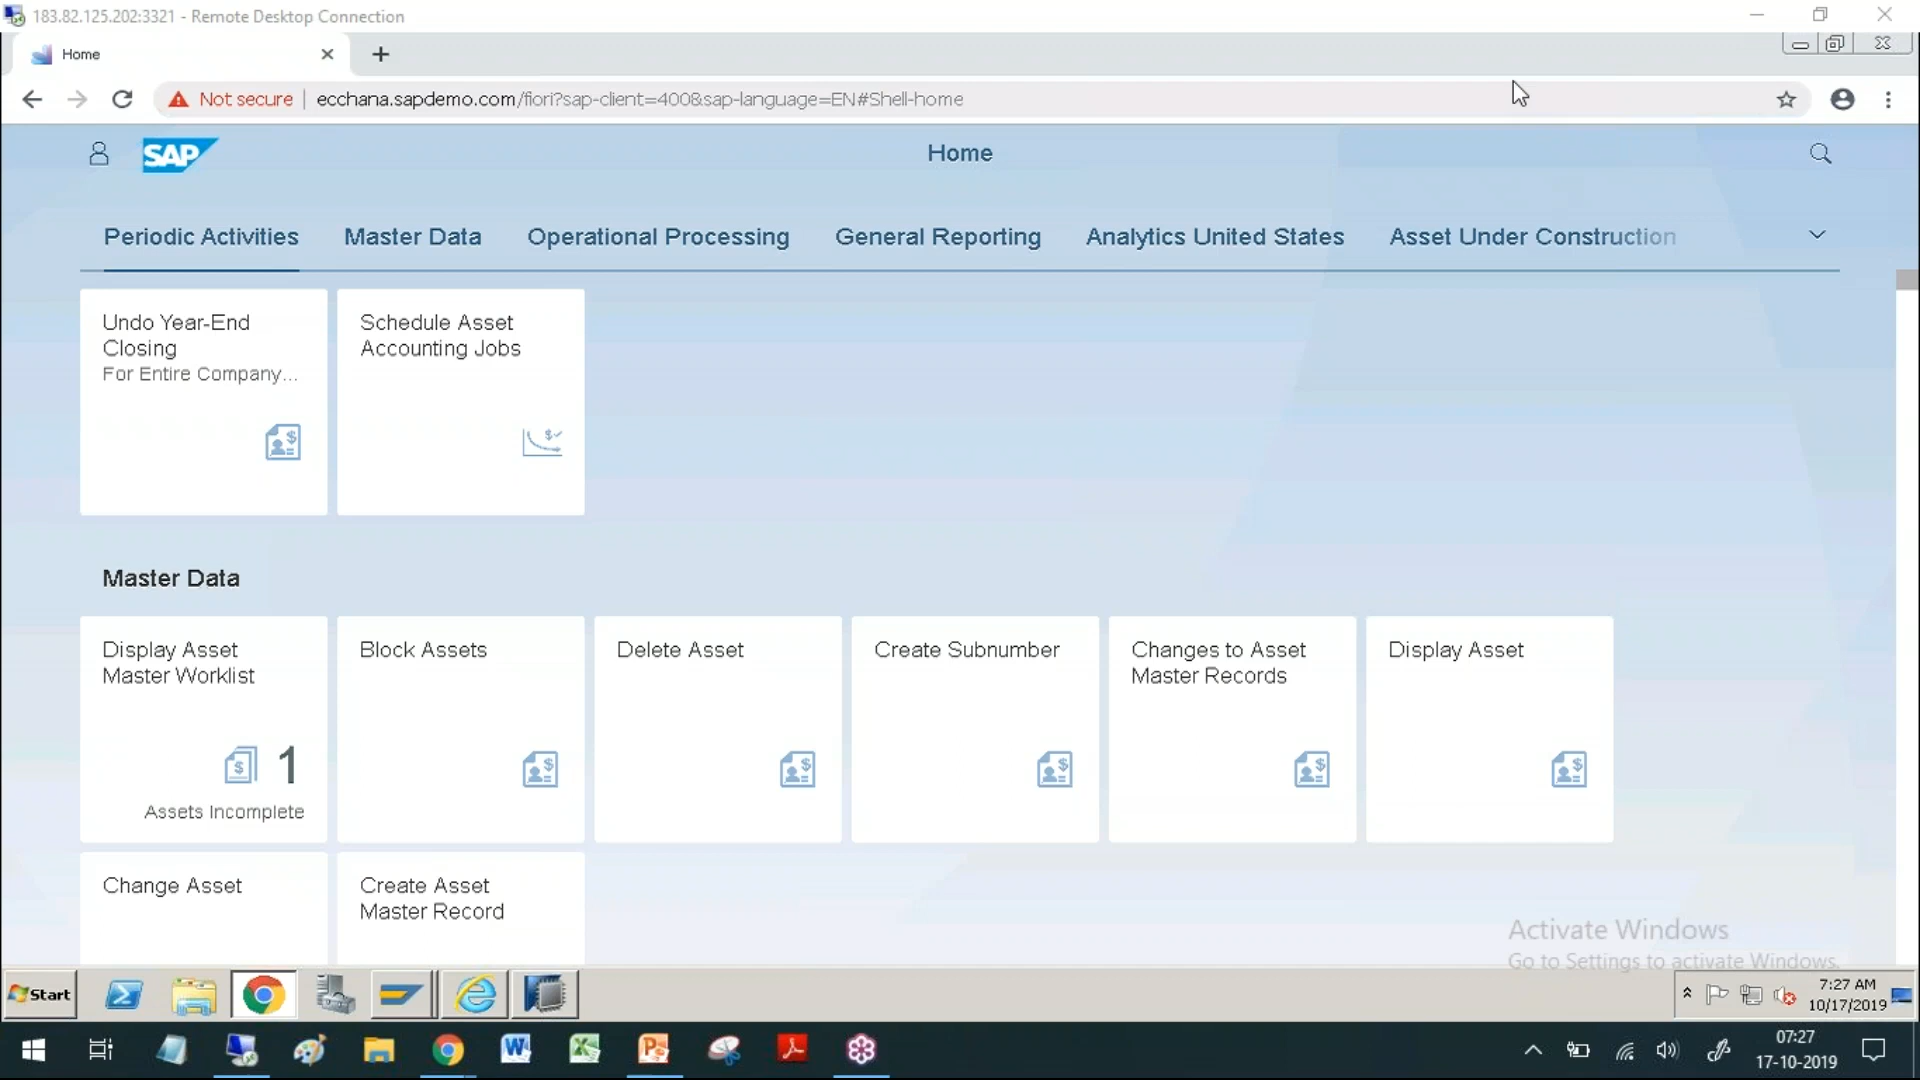 183.82.125.202:3321 - Remote Desktop Connection
Home
Not secure
ecchana.sapdemo.com/fiori?sap-client=400&sap-language=EN#Shell-home
SAP
Home
Periodic Activities
Master Data
Operational Processing
General Reporting
Analytics United States
Asset Under Construction
Undo Year-End
Closing
For Entire Company...
Schedule Asset
Accounting Jobs
Master Data
Display Asset
Master Worklist
1
Assets Incomplete
Block Assets
Delete Asset
Create Subnumber
Changes to Asset
Master Records
Display Asset
Change Asset
Create Asset
Master Record
Activate Windows
Go to Settings to activate Windows.
Start
7:27 AM
10/17/2019
07:27
17-10-2019